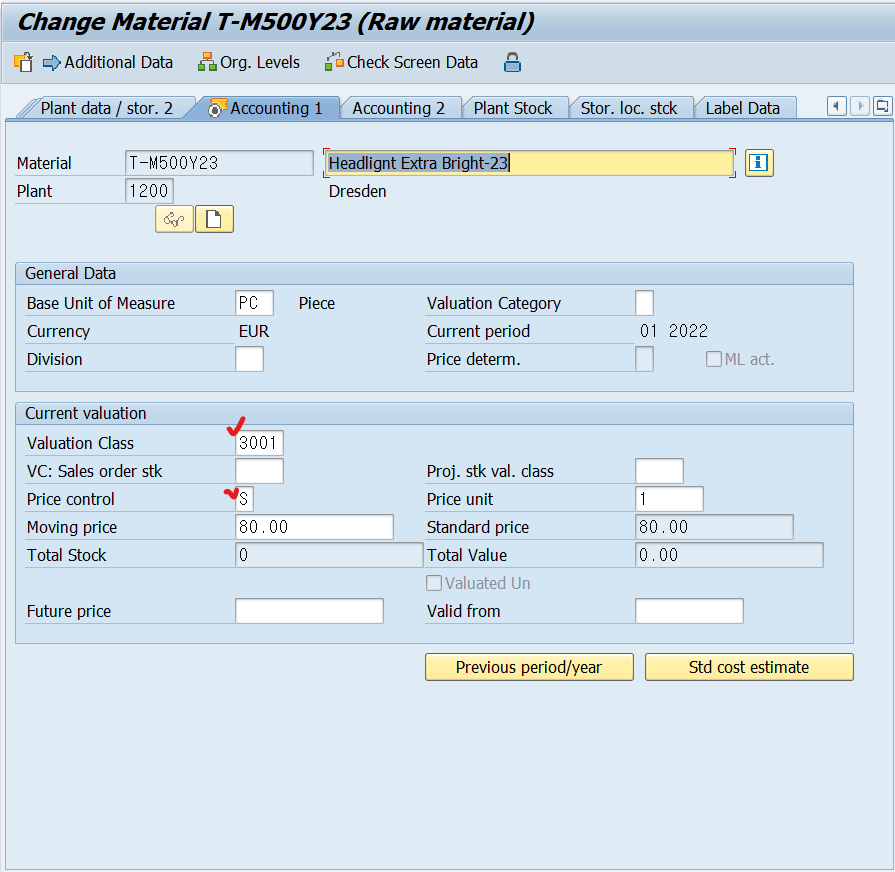 Change Material T-M500Y23 (Raw material)
Additional Data Org. Levels Check Screen Data
Plant data / stor. 2 Accounting 1 Accounting 2 Plant Stock Stor. loc. stck Label Data
Material T-M500Y23 Headlignt Extra Bright-23
Plant 1200 Dresden
General Data
Base Unit of Measure PC Piece Valuation Category
Currency EUR Current period 01 2022
Division Price determ. ML act.
Current valuation
Valuation Class 3001
VC: Sales order stk Proj. stk val. class
Price control S Price unit 1
Moving price 80.00 Standard price 80.00
Total Stock 0 Total Value 0.00
Valuated Un
Future price Valid from
Previous period/year Std cost estimate